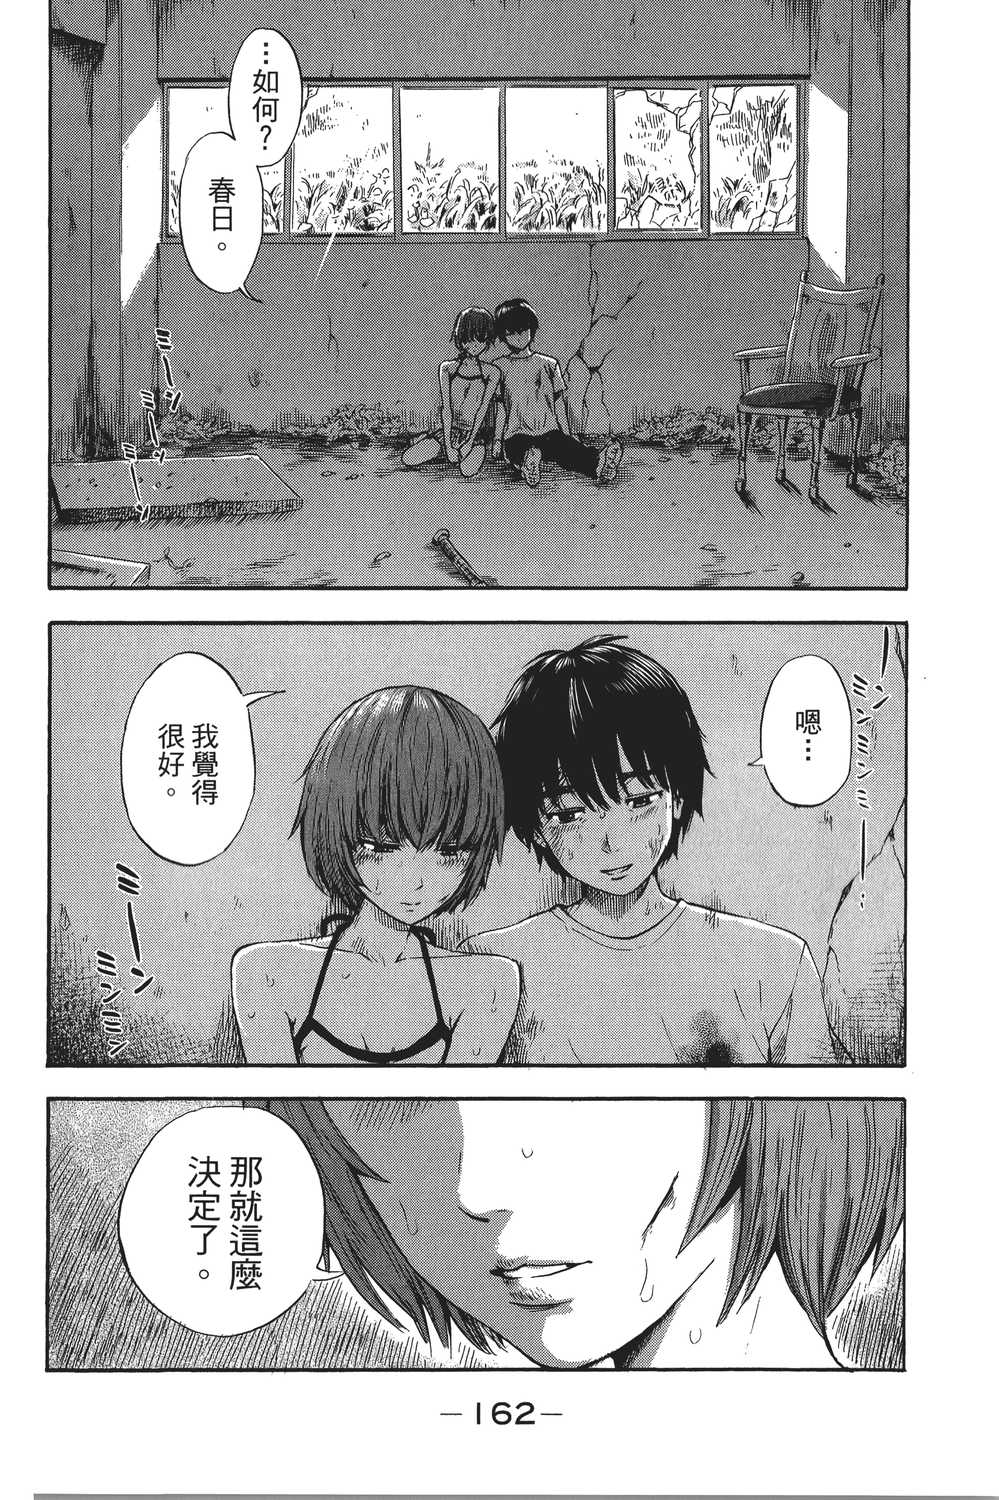 …如何？
春日。
ミーン
ミーン
ミーン
嗯…
ミンミンミーン
我覺得
很好。
ミーン
ミンミン
那就這麼
決定了。
—162—